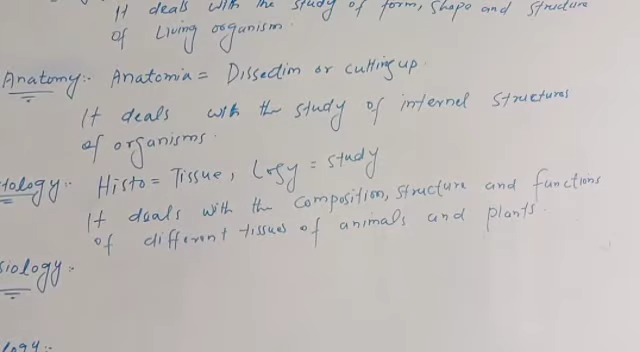 It deals with the study of form, Shape and Structure
of Living organism.
Anatomy:- Anatomia = Dissection or cutting up
It deals with the study of internel structures
of organisms.
tology:- Histo = Tissue, Logy = study
It deals with the composition, structure and functions
of different tissues of animals and plants.
siology:-
logy:-